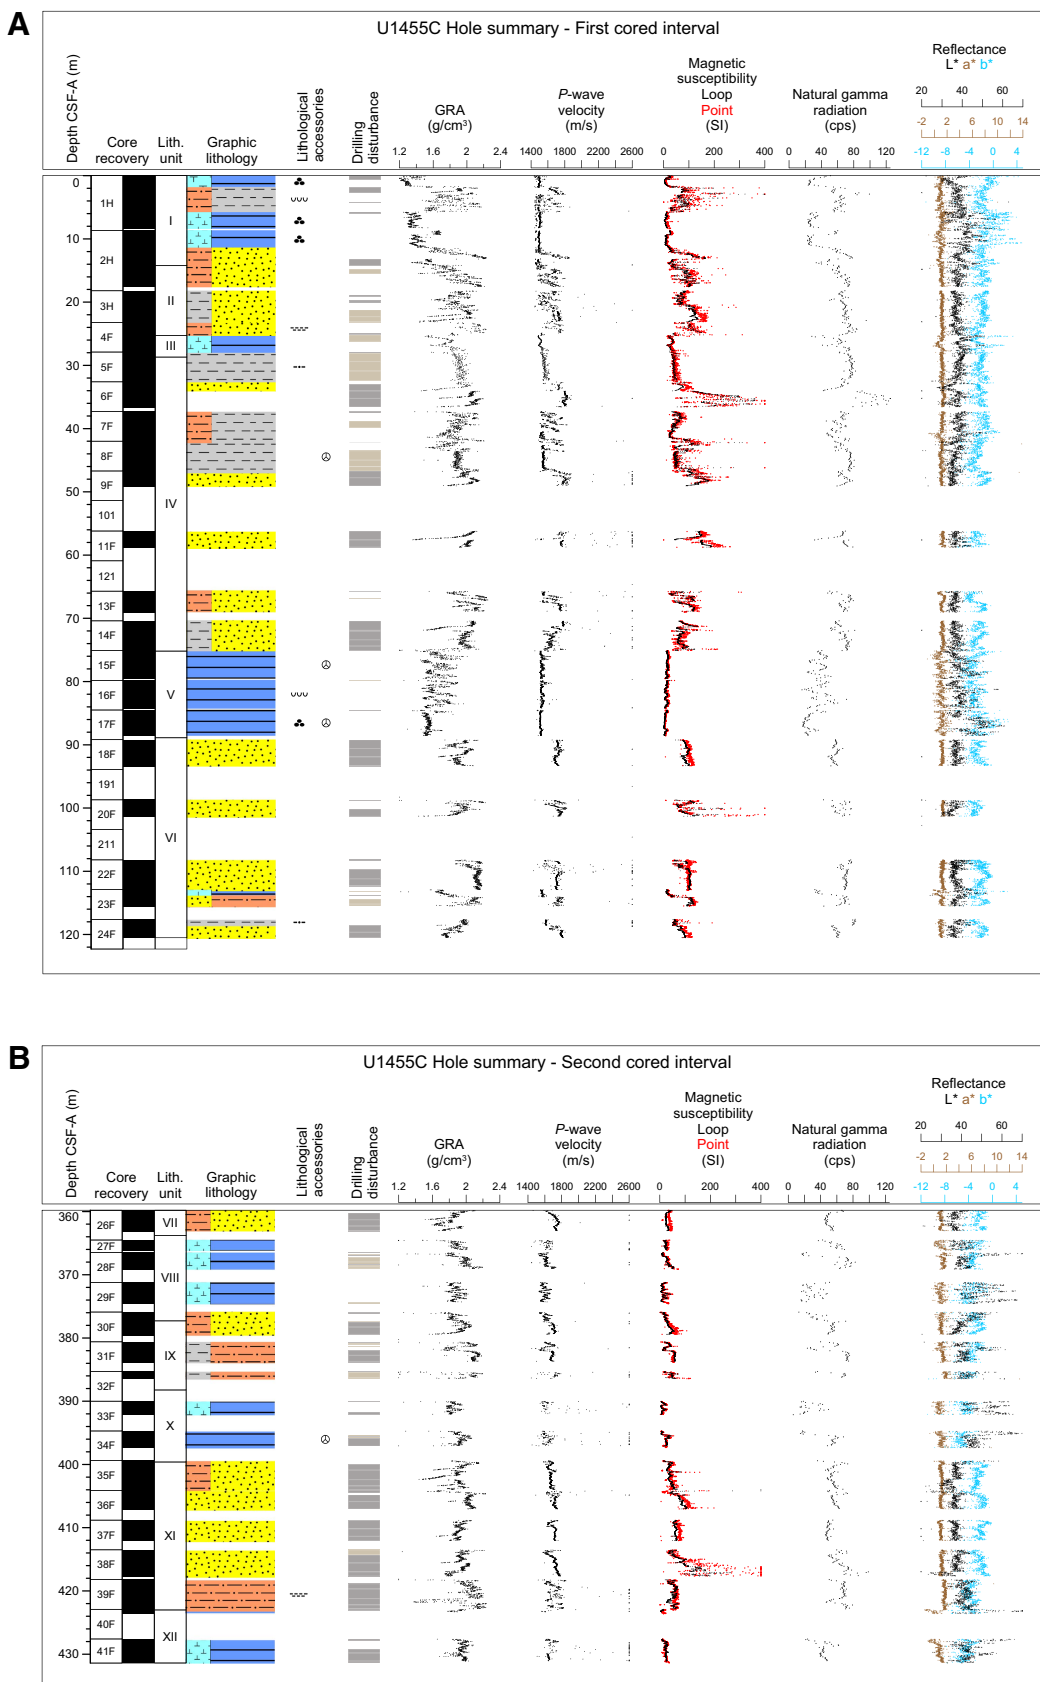 A
U1455C Hole summary - First cored interval
Depth CSF-A (m)
Core recovery
Lith. unit
Graphic lithology
Lithological accessories
Drilling disturbance
GRA (g/cm³)
P-wave velocity (m/s)
Magnetic susceptibility Loop Point (SI)
Natural gamma radiation (cps)
Reflectance L* a* b*
1.2 1.6 2 2.4
1400 1800 2200 2600
0 200 400
0 40 80 120
20 40 60
-2 2 6 10 14
-12 -8 -4 0 4
0
1H
I
10
2H
20
3H
II
4F
III
30
5F
6F
40
7F
8F
9F
50
IV
101
11F
60
121
13F
70
14F
15F
80
16F
V
17F
90
18F
191
100
20F
VI
211
110
22F
23F
120
24F
B
U1455C Hole summary - Second cored interval
Depth CSF-A (m)
Core recovery
Lith. unit
Graphic lithology
Lithological accessories
Drilling disturbance
GRA (g/cm³)
P-wave velocity (m/s)
Magnetic susceptibility Loop Point (SI)
Natural gamma radiation (cps)
Reflectance L* a* b*
1.2 1.6 2 2.4
1400 1800 2200 2600
0 200 400
0 40 80 120
20 40 60
-2 2 6 10 14
-12 -8 -4 0 4
360
26F
VII
27F
28F
370
VIII
29F
380
30F
31F
IX
32F
390
33F
X
34F
400
35F
36F
410
37F
XI
38F
420
39F
40F
XII
430
41F